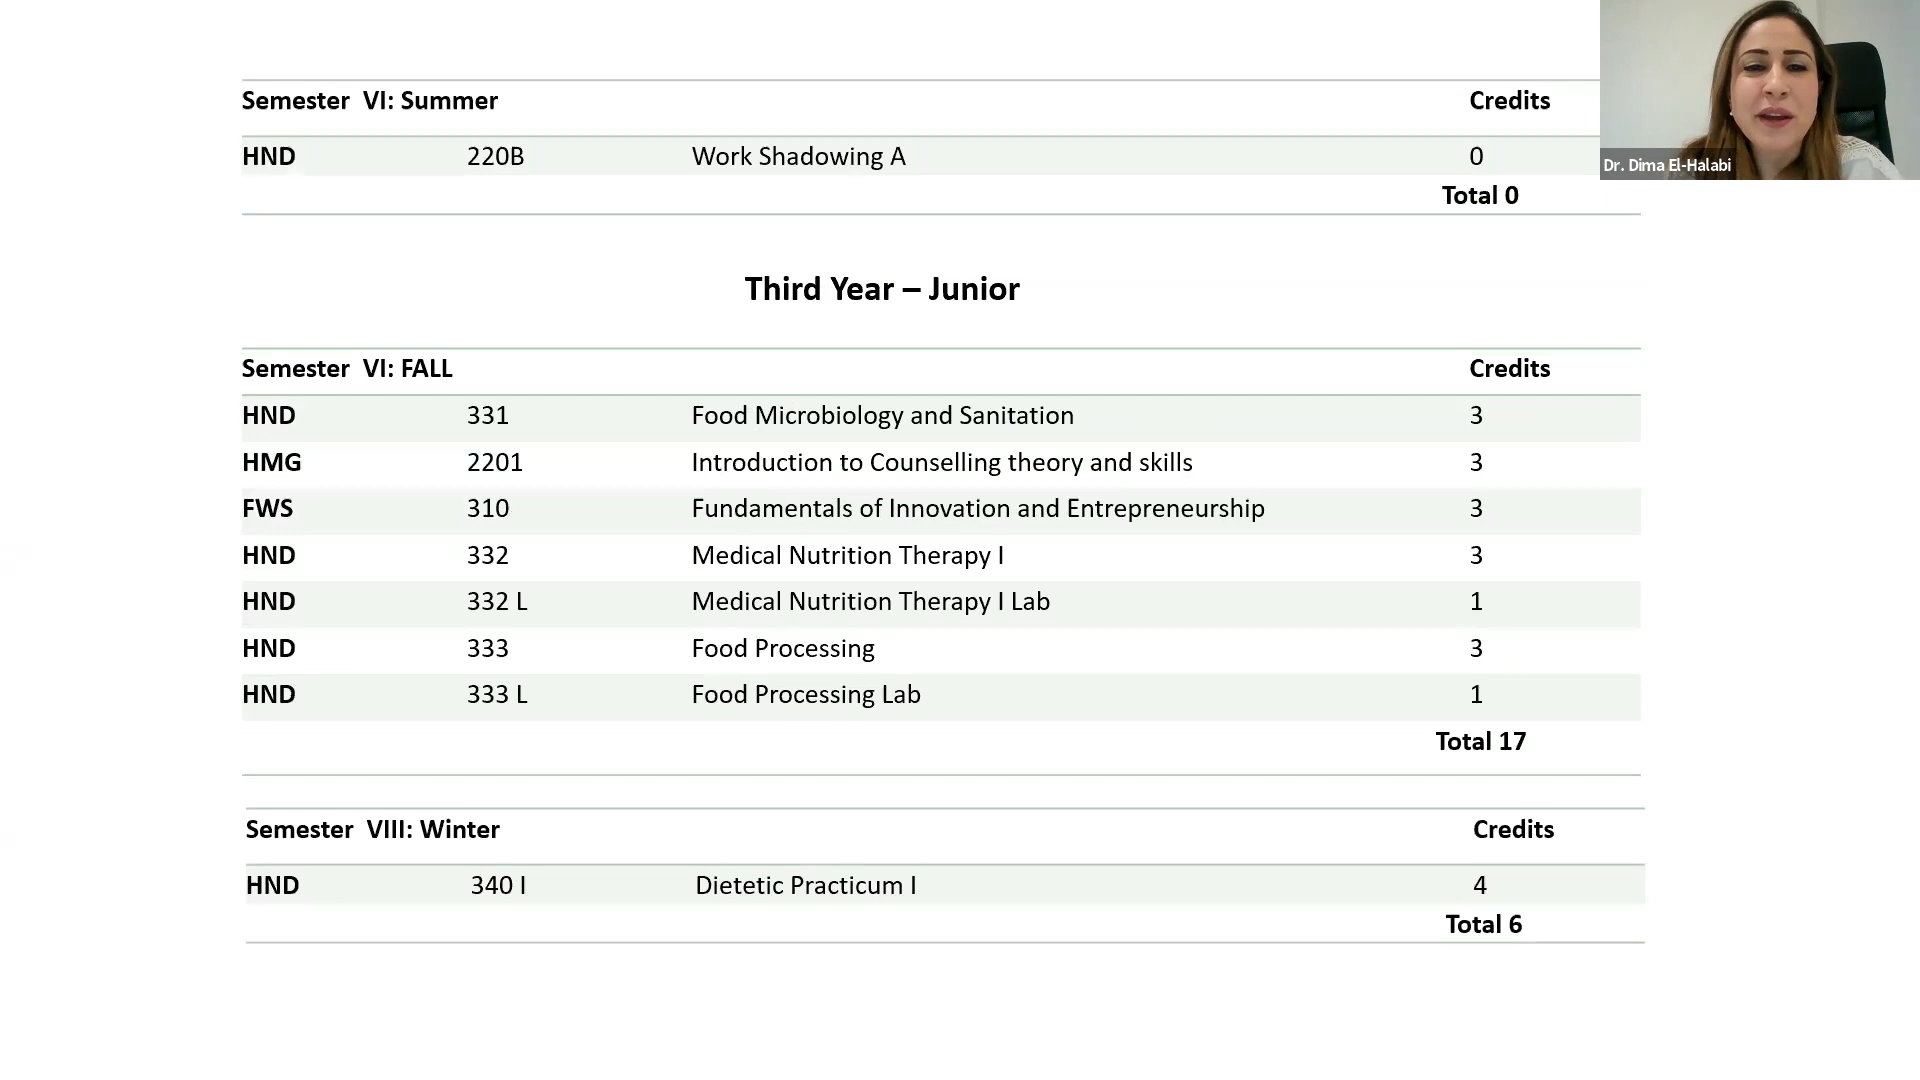 Semester VI: Summer Credits
HND 220B Work Shadowing A 0
Total 0
Dr. Dima El-Halabi
Third Year – Junior
Semester VI: FALL Credits
HND 331 Food Microbiology and Sanitation 3
HMG 2201 Introduction to Counselling theory and skills 3
FWS 310 Fundamentals of Innovation and Entrepreneurship 3
HND 332 Medical Nutrition Therapy I 3
HND 332 L Medical Nutrition Therapy I Lab 1
HND 333 Food Processing 3
HND 333 L Food Processing Lab 1
Total 17
Semester VIII: Winter Credits
HND 340 I Dietetic Practicum I 4
Total 6